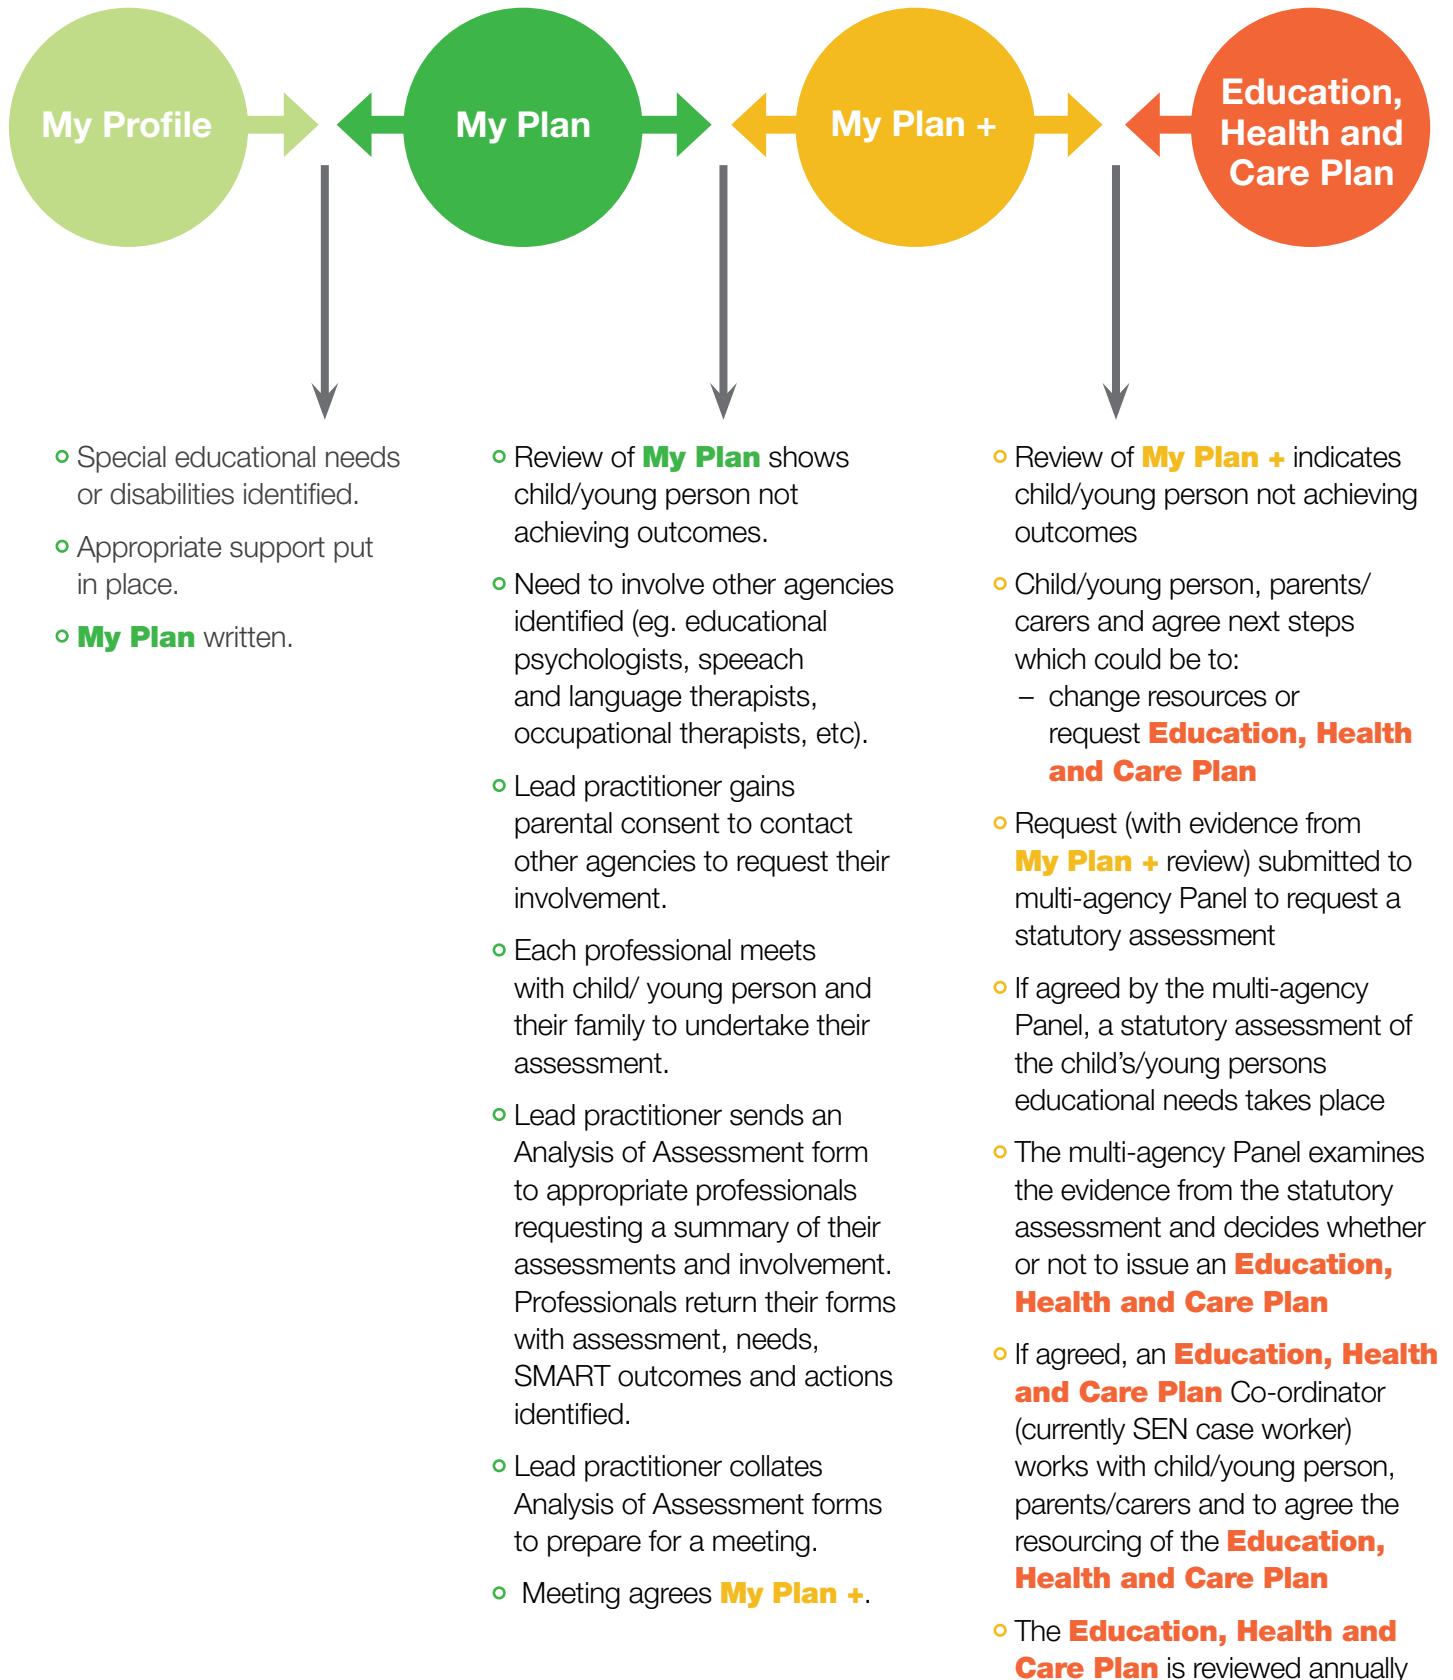 My Profile
My Plan
My Plan +
Education,
Health and
Care Plan
Special educational needs
or disabilities identified.
Appropriate support put
in place.
My Plan written.
Review of My Plan shows
child/young person not
achieving outcomes.
Need to involve other agencies
identified (eg. educational
psychologists, speeach
and language therapists,
occupational therapists, etc).
Lead practitioner gains
parental consent to contact
other agencies to request their
involvement.
Each professional meets
with child/ young person and
their family to undertake their
assessment.
Lead practitioner sends an
Analysis of Assessment form
to appropriate professionals
requesting a summary of their
assessments and involvement.
Professionals return their forms
with assessment, needs,
SMART outcomes and actions
identified.
Lead practitioner collates
Analysis of Assessment forms
to prepare for a meeting.
Meeting agrees My Plan +.
Review of My Plan + indicates
child/young person not achieving
outcomes
Child/young person, parents/
carers and agree next steps
which could be to:
– change resources or
request Education, Health
and Care Plan
Request (with evidence from
My Plan + review) submitted to
multi-agency Panel to request a
statutory assessment
If agreed by the multi-agency
Panel, a statutory assessment of
the child's/young persons
educational needs takes place
The multi-agency Panel examines
the evidence from the statutory
assessment and decides whether
or not to issue an Education,
Health and Care Plan
If agreed, an Education, Health
and Care Plan Co-ordinator
(currently SEN case worker)
works with child/young person,
parents/carers and to agree the
resourcing of the Education,
Health and Care Plan
The Education, Health and
Care Plan is reviewed annually